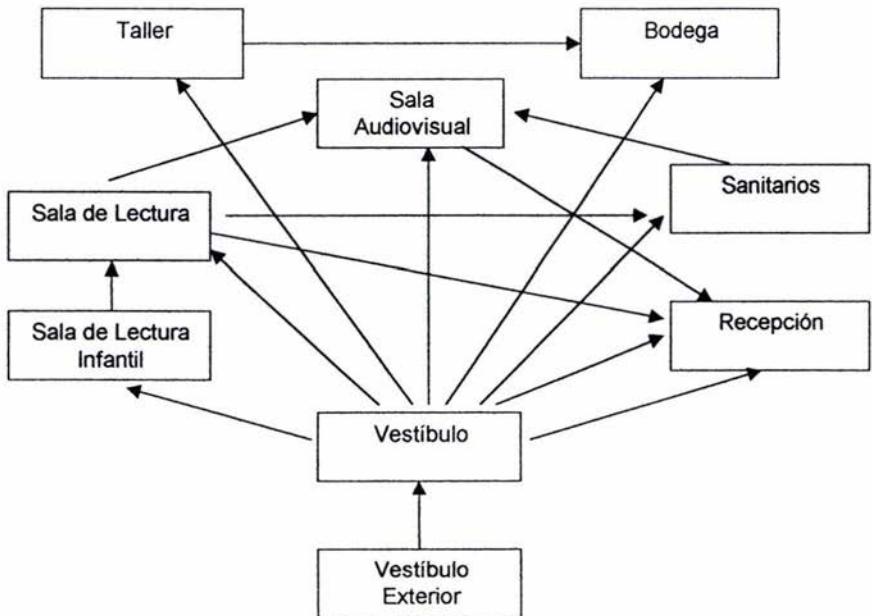 Taller
Bodega
Sala
Audiovisual
Sanitarios
Sala de Lectura
Recepción
Sala de Lectura
Infantil
Vestíbulo
Vestíbulo
Exterior